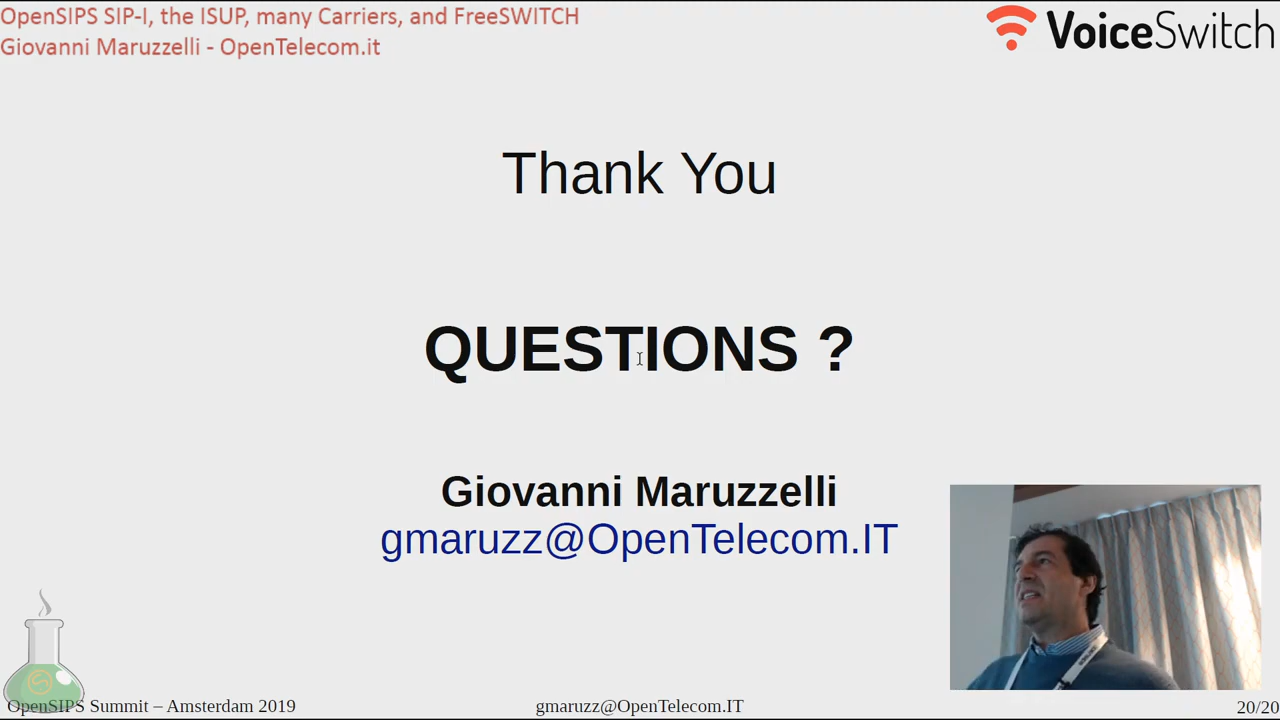 OpenSIPS SIP-I, the ISUP, many Carriers, and FreeSWITCH
Giovanni Maruzzelli - OpenTelecom.it
VoiceSwitch
Thank You
QUESTIONS ?
Giovanni Maruzzelli
gmaruzz@OpenTelecom.IT
OpenSIPS Summit – Amsterdam 2019
gmaruzz@OpenTelecom.IT
20/20